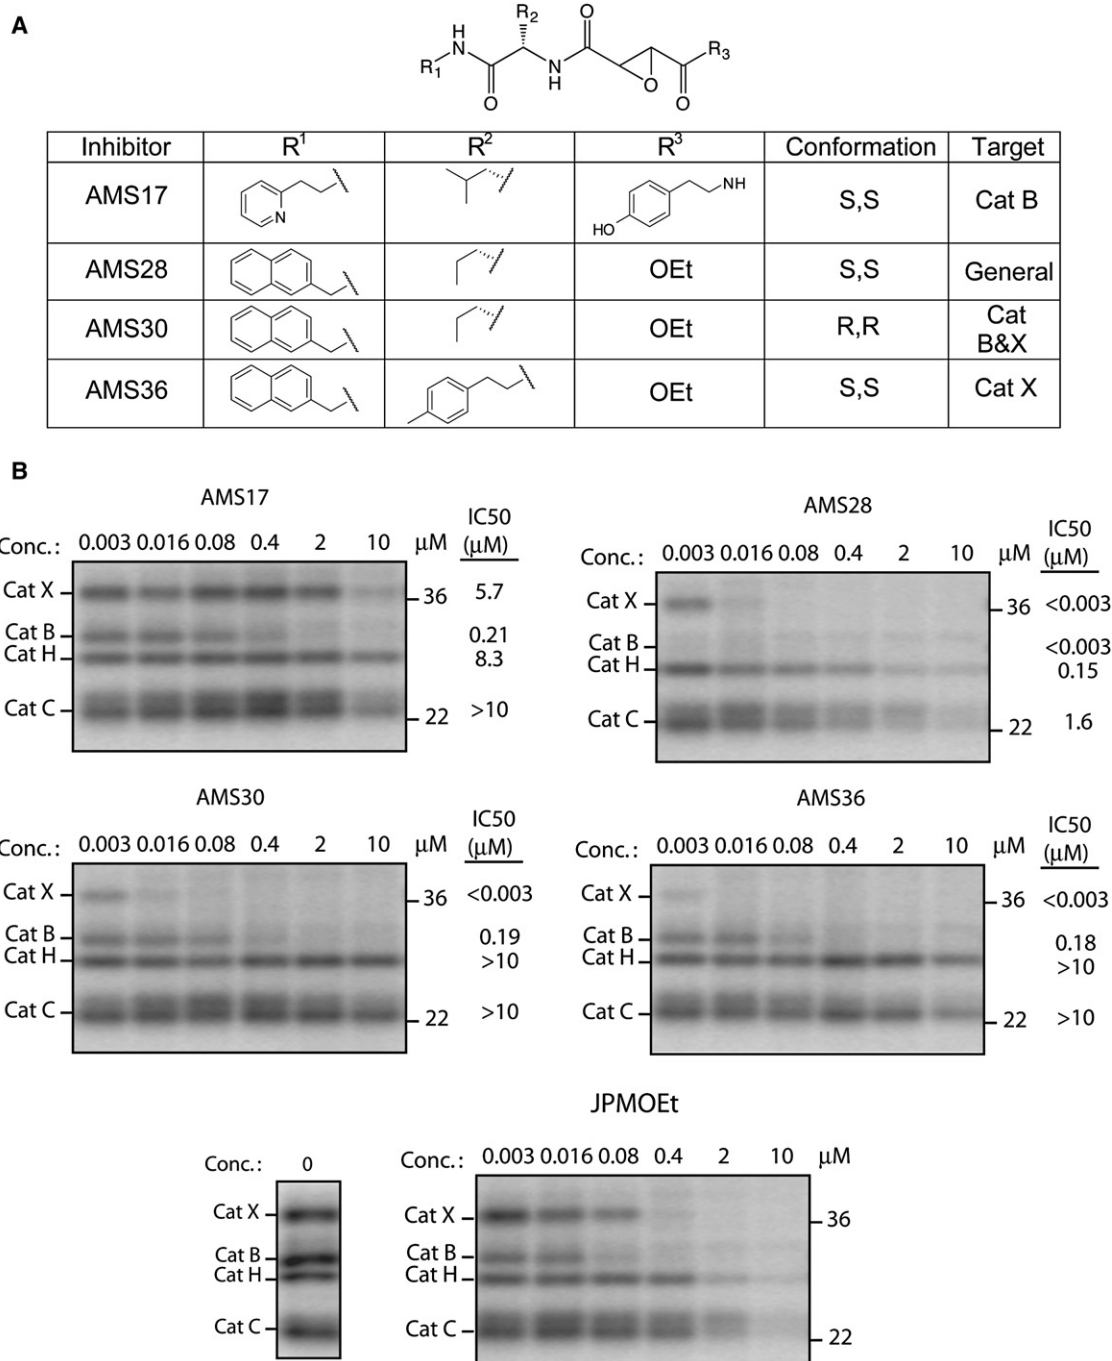 A
R₁
H
N
O
R₂
N
H
O
O
O
R₃
Inhibitor R¹ R² R³ Conformation Target
AMS17 N HO NH S,S Cat B
AMS28 OEt S,S General
AMS30 OEt R,R Cat
B&X
AMS36 OEt S,S Cat X
B
AMS17
IC50
Conc.: 0.003 0.016 0.08 0.4 2 10 μM (μM)
Cat X 36 5.7
Cat B 0.21
Cat H 8.3
Cat C 22 >10
AMS28
IC50
Conc.: 0.003 0.016 0.08 0.4 2 10 μM (μM)
Cat X 36 <0.003
Cat B <0.003
Cat H 0.15
Cat C 22 1.6
AMS30
IC50
Conc.: 0.003 0.016 0.08 0.4 2 10 μM (μM)
Cat X 36 <0.003
Cat B 0.19
Cat H >10
Cat C 22 >10
AMS36
IC50
Conc.: 0.003 0.016 0.08 0.4 2 10 μM (μM)
Cat X 36 <0.003
Cat B 0.18
Cat H >10
Cat C 22 >10
Conc.: 0
Cat X
Cat B
Cat H
Cat C
JPMOEt
Conc.: 0.003 0.016 0.08 0.4 2 10 μM
Cat X 36
Cat B
Cat H
Cat C 22